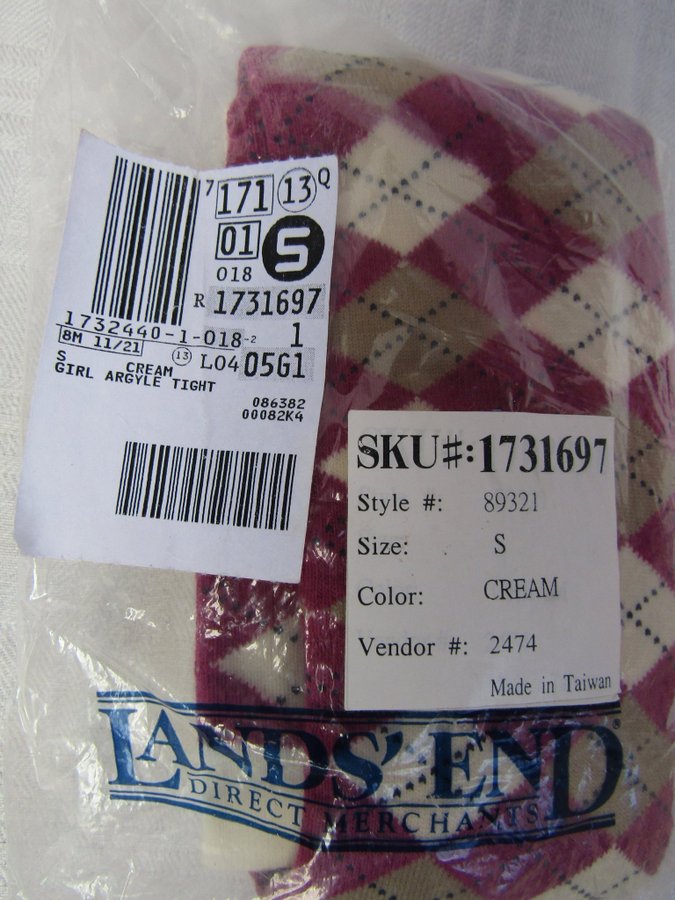 7 171 13 Q
01 S
018
R 1731697
1732440-1-018-2 1
8M 11/21 13 L04 05G1
S CREAM
GIRL ARGYLE TIGHT
086382
00082K4
SKU#: 1731697
Style #: 89321
Size: S
Color: CREAM
Vendor #: 2474
Made in Taiwan
LANDS' END®
DIRECT MERCHANTS